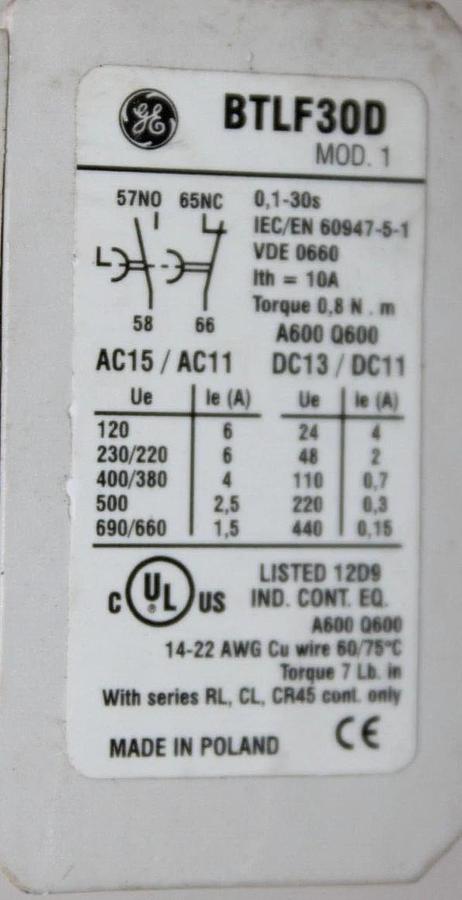 GE BTLF30D
MOD. 1
57NO 65NC 0,1-30s
IEC/EN 60947-5-1
VDE 0660
Ith = 10A
Torque 0,8 N . m
58 66 A600 Q600
AC15 / AC11 DC13 / DC11
Ue Ie (A) Ue Ie (A)
120 6 24 4
230/220 6 48 2
400/380 4 110 0,7
500 2,5 220 0,3
690/660 1,5 440 0,15
C UL ® US LISTED 12D9
IND. CONT. EQ.
A600 Q600
14-22 AWG Cu wire 60/75°C
Torque 7 Lb. in
With series RL, CL, CR45 cont. only
MADE IN POLAND CE